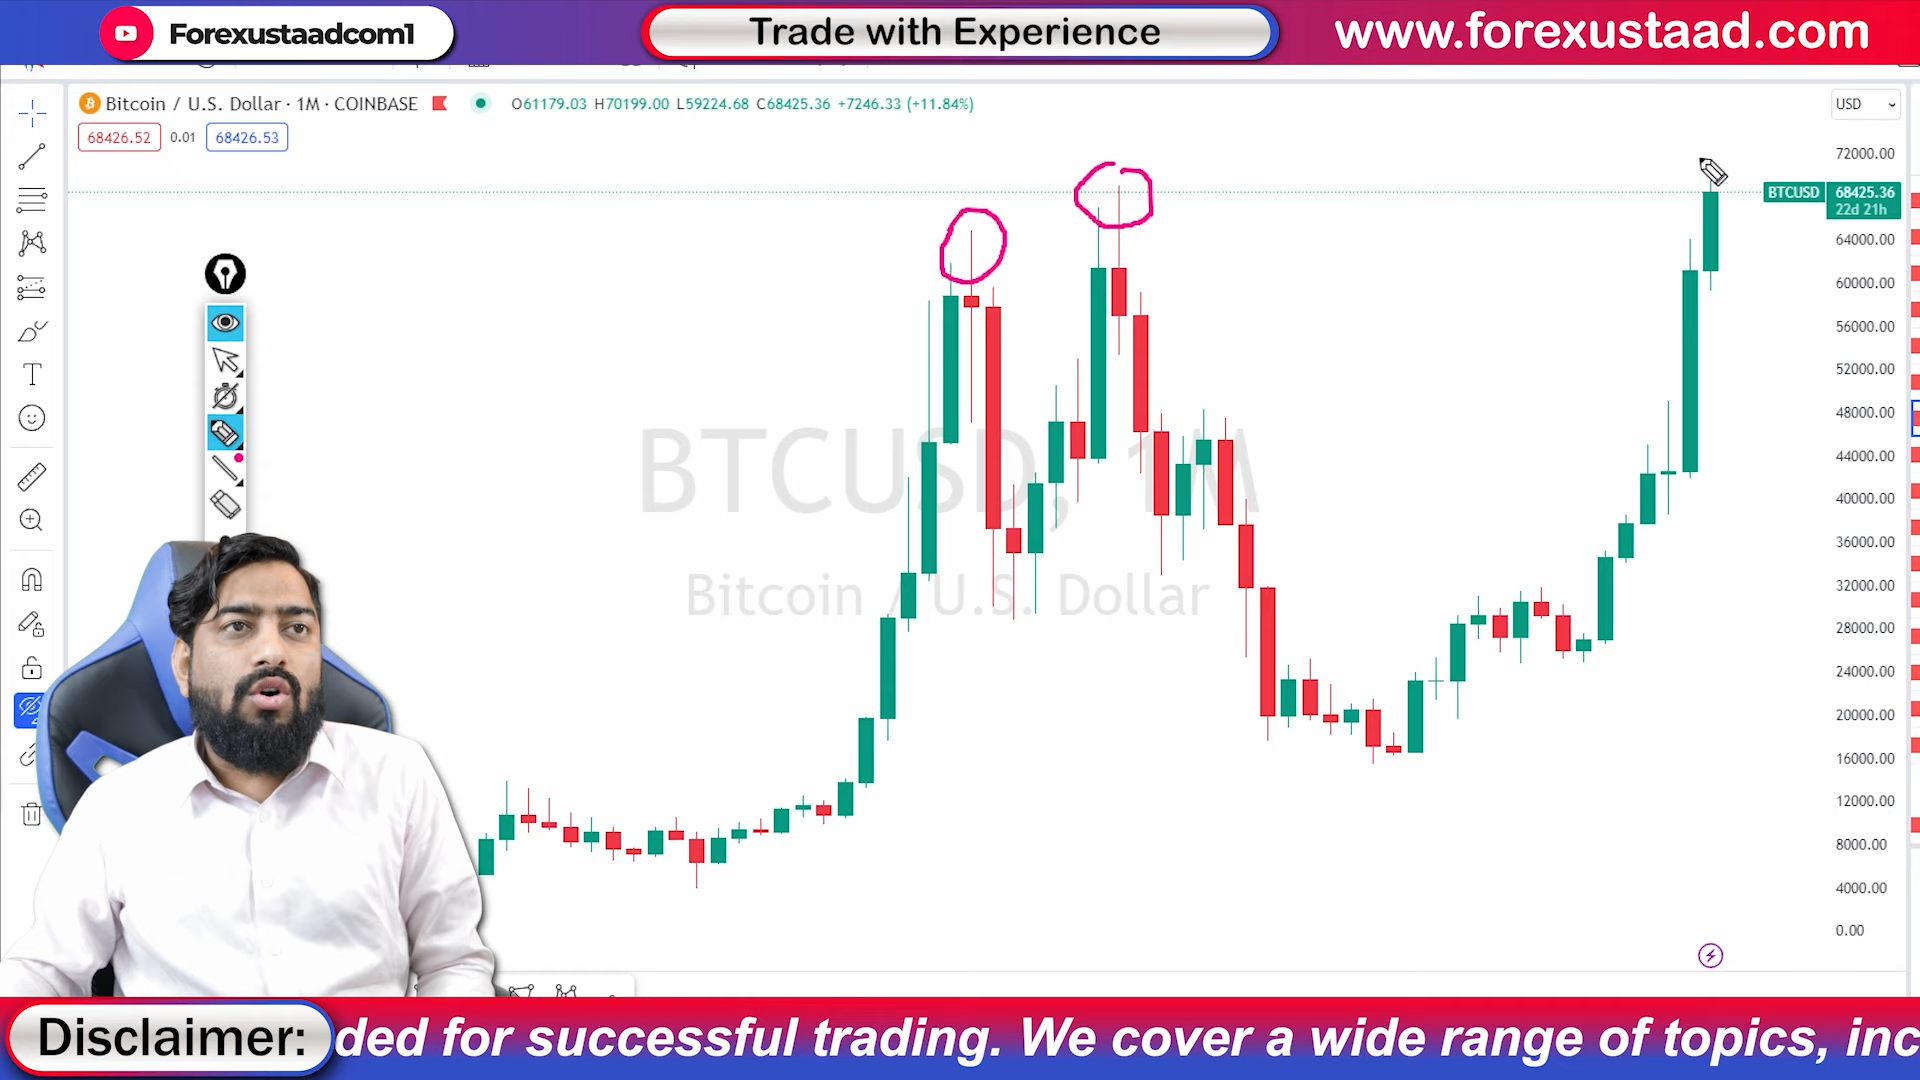 Forexustaadcom1
Trade with Experience
www.forexustaad.com
Bitcoin / U.S. Dollar · 1M · COINBASE
O61179.03 H70199.00 L59224.68 C68425.36 +7246.33 (+11.84%)
USD
68426.52
0.01
68426.53
72000.00
BTCUSD
68425.36
22d 21h
64000.00
60000.00
56000.00
52000.00
48000.00
44000.00
40000.00
36000.00
32000.00
28000.00
24000.00
20000.00
16000.00
12000.00
8000.00
4000.00
0.00
BTCUSD, 1M
Bitcoin / U.S. Dollar
Disclaimer:
ded for successful trading. We cover a wide range of topics, inc